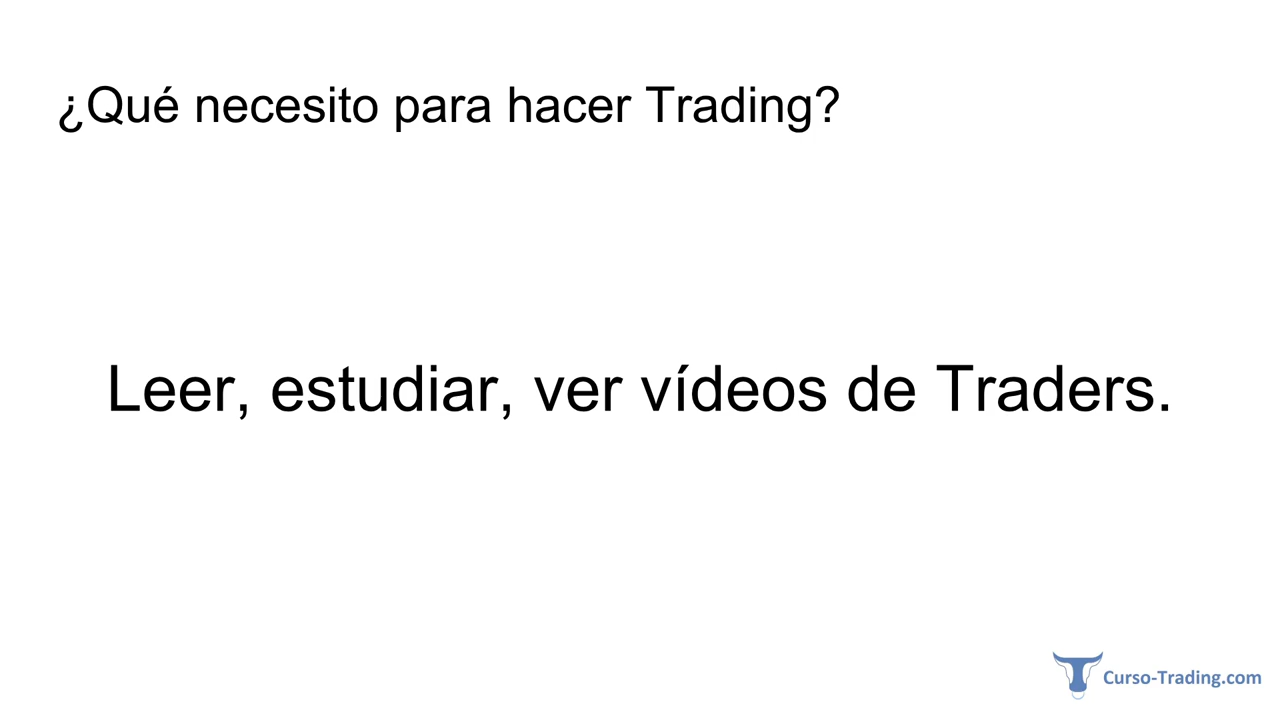 ¿Qué necesito para hacer Trading?
Leer, estudiar, ver vídeos de Traders.
Curso-Trading.com